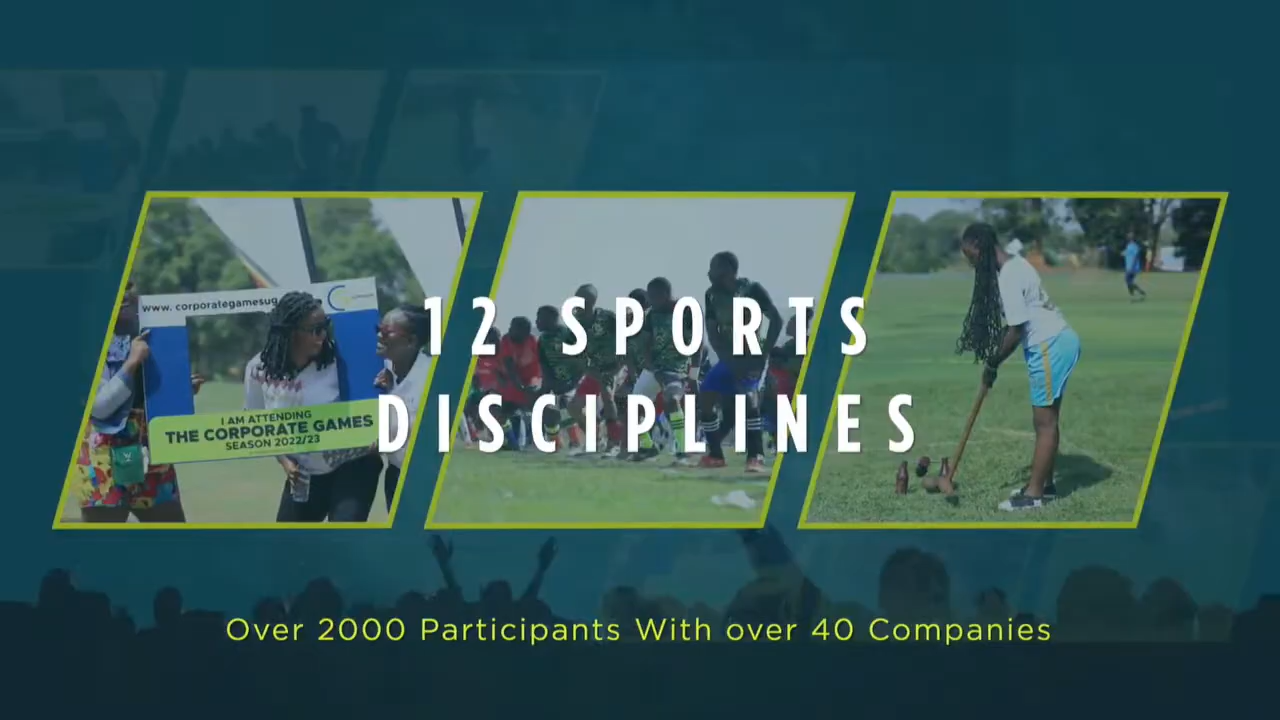 www. corporategamesug
I AM ATTENDING
THE CORPORATE GAMES
SEASON 2022/23
12 SPORTS
DISCIPLINES
Over 2000 Participants With over 40 Companies